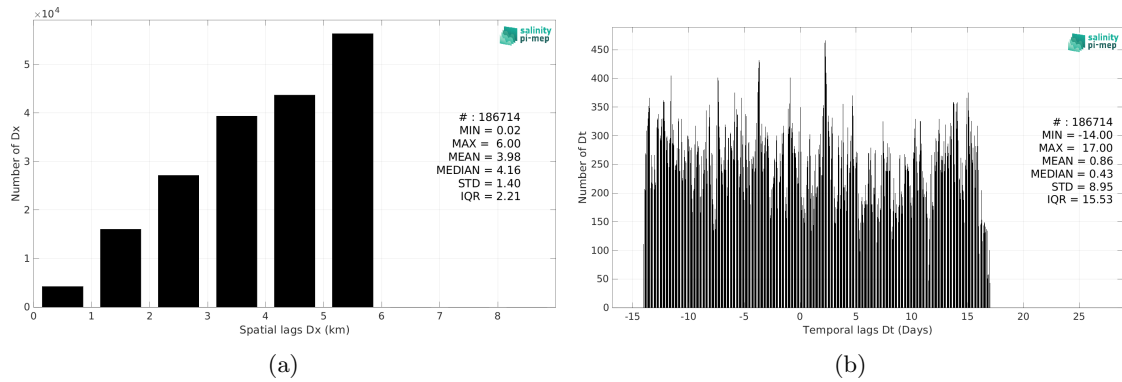 ×10⁴
salinity
pi-mep
5
4
3
2
1
0
Number of Dx
# : 186714
MIN = 0.02
MAX = 6.00
MEAN = 3.98
MEDIAN = 4.16
STD = 1.40
IQR = 2.21
0 1 2 3 4 5 6 7 8
Spatial lags Dx (km)
(a)
salinity
pi-mep
450
400
350
300
250
200
150
100
50
0
Number of Dt
# : 186714
MIN = -14.00
MAX = 17.00
MEAN = 0.86
MEDIAN = 0.43
STD = 8.95
IQR = 15.53
-15 -10 -5 0 5 10 15 20 25
Temporal lags Dt (Days)
(b)